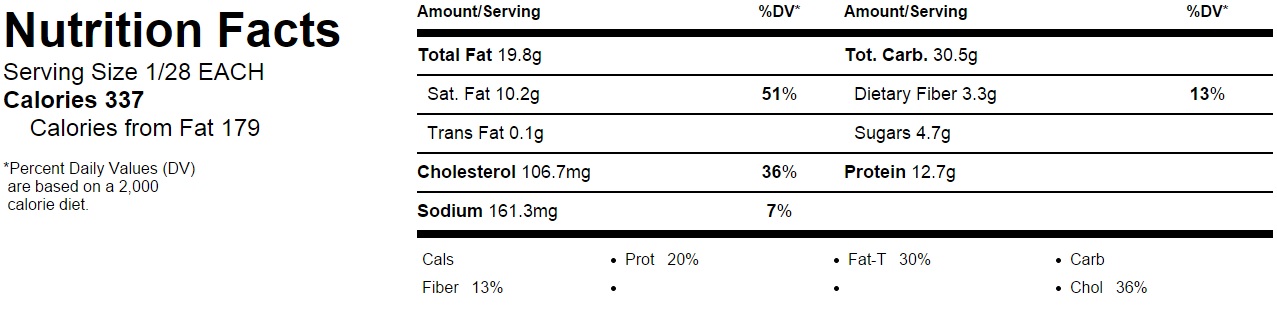 Nutrition Facts
Serving Size 1/28 EACH
Calories 337
Calories from Fat 179
*Percent Daily Values (DV)
are based on a 2,000
calorie diet.
Amount/Serving %DV* Amount/Serving %DV*
Total Fat 19.8g Tot. Carb. 30.5g
Sat. Fat 10.2g 51% Dietary Fiber 3.3g 13%
Trans Fat 0.1g Sugars 4.7g
Cholesterol 106.7mg 36% Protein 12.7g
Sodium 161.3mg 7%
Cals • Prot 20% • Fat-T 30% • Carb
Fiber 13% • • • Chol 36%